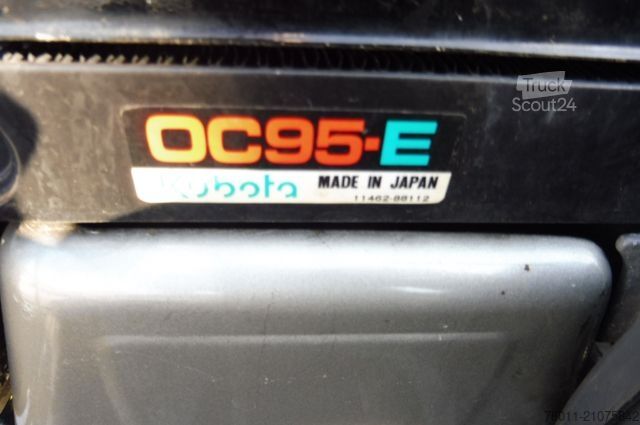 Truck
Scout24
OC95-E
Kubota MADE IN JAPAN
11462-88112